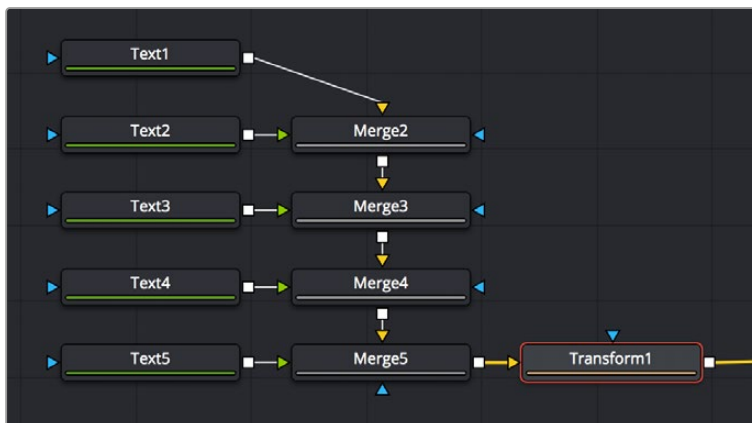 Text1
Text2 Merge2
Text3 Merge3
Text4 Merge4
Text5 Merge5 Transform1